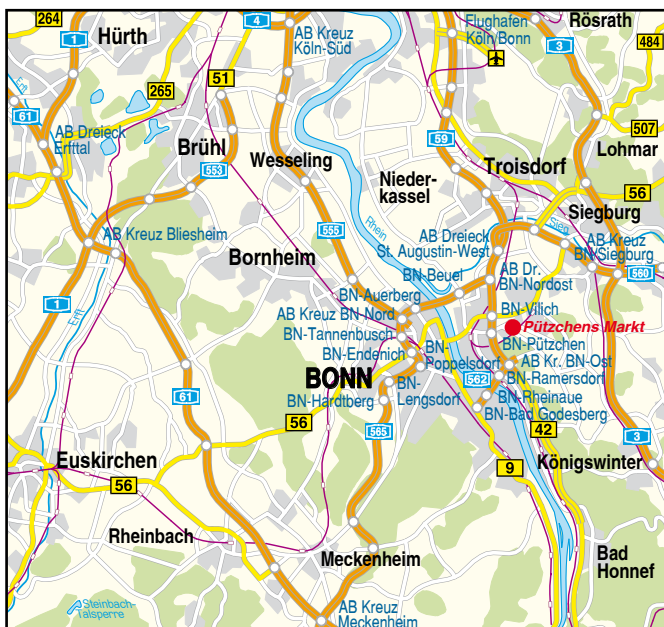 264
1
Hürth
4
AB Kreuz
Köln-Süd
Flughafen
Köln/Bonn
Rösrath
3
484
Erft
61
265
51
AB Dreieck
Erfttal
Brühl
553
Wesseling
59
507
Lohmar
Troisdorf
Nieder-
kassel
56
Siegburg
Rhein
Sieg
AB Kreuz Bliesheim
555
Bornheim
AB Dreieck
St. Augustin-West
AB Kreuz
BN-Siegburg
560
BN-Beuel
AB Dr.
BN-Nordost
1
Erft
BN-Auerberg
AB Kreuz BN-Nord
BN-Vilich
Pützchens Markt
BN-Tannenbusch
BN-Pützchen
BN-Endenich
BN-
Poppelsdorf
AB Kr. BN-Ost
61
BONN
562
BN-Ramersdorf
BN-Hardtberg
BN-
Lengsdorf
BN-Rheinaue
BN-Bad Godesberg
56
565
42
3
Euskirchen
56
9
Königswinter
Rheinbach
Meckenheim
Bad
Honnef
Steinbach-
Talsperre
AB Kreuz
Meckenheim